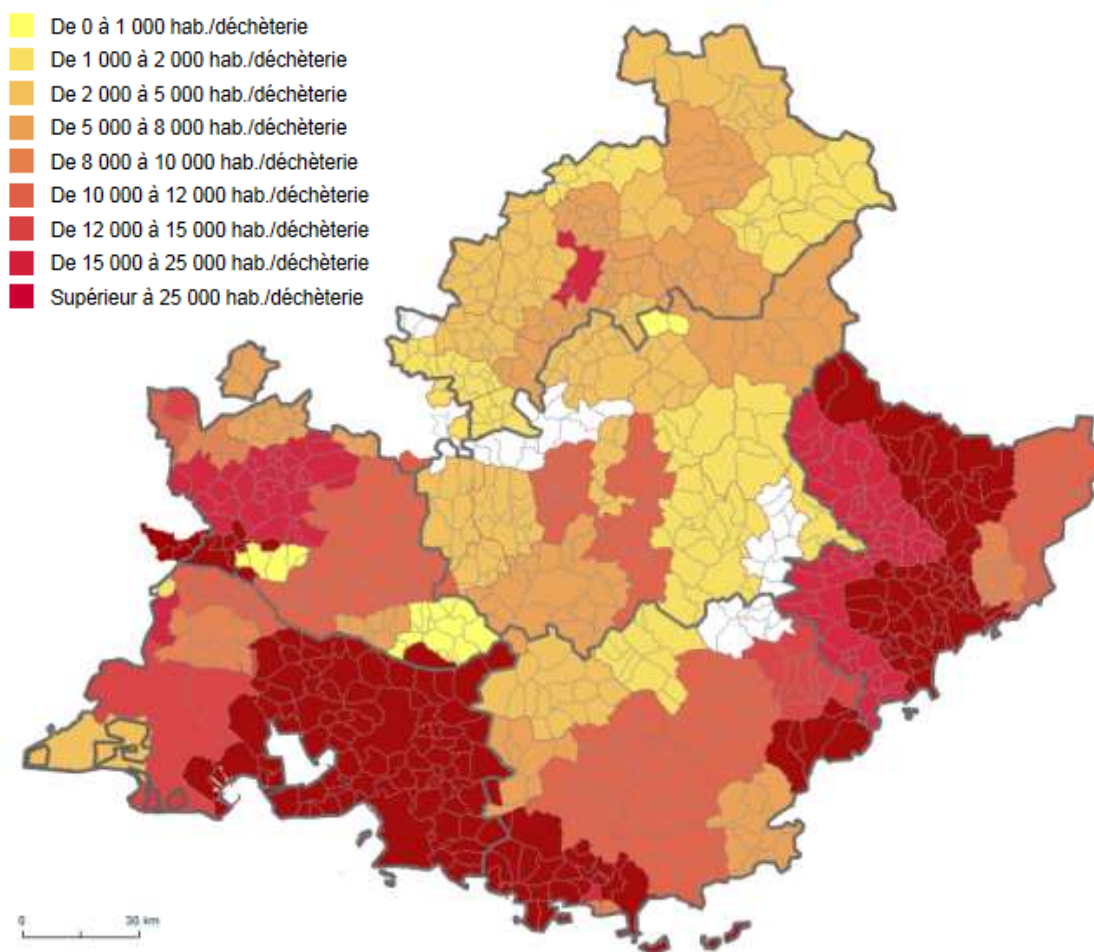 De 0 à 1 000 hab./déchèterie
De 1 000 à 2 000 hab./déchèterie
De 2 000 à 5 000 hab./déchèterie
De 5 000 à 8 000 hab./déchèterie
De 8 000 à 10 000 hab./déchèterie
De 10 000 à 12 000 hab./déchèterie
De 12 000 à 15 000 hab./déchèterie
De 15 000 à 25 000 hab./déchèterie
Supérieur à 25 000 hab./déchèterie
0 30 km